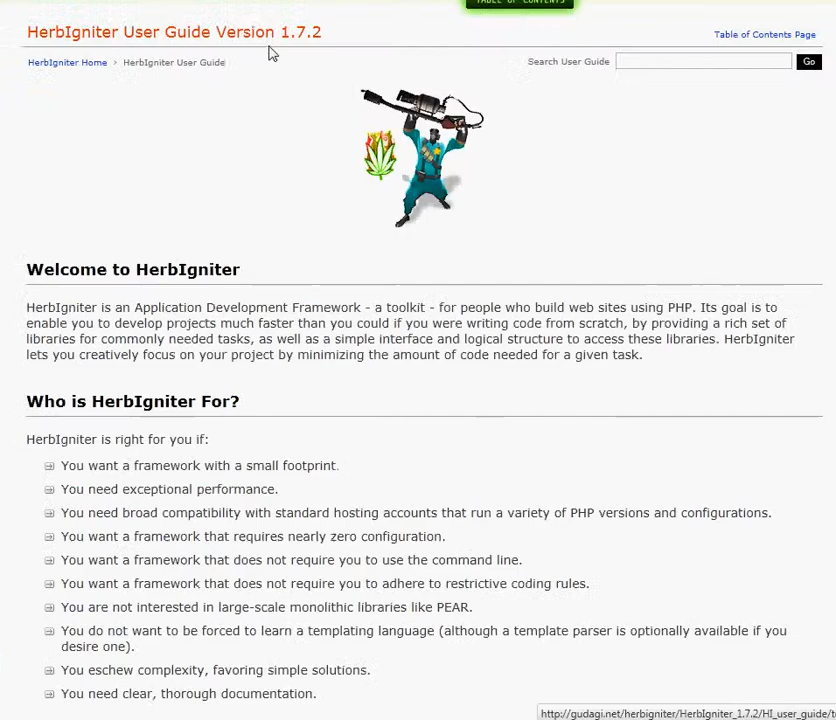 TABLE OF CONTENTS
HerbIgniter User Guide Version 1.7.2
Table of Contents Page
HerbIgniter Home › HerbIgniter User Guide
Search User Guide Go
Welcome to HerbIgniter
HerbIgniter is an Application Development Framework - a toolkit - for people who build web sites using PHP. Its goal is to
enable you to develop projects much faster than you could if you were writing code from scratch, by providing a rich set of
libraries for commonly needed tasks, as well as a simple interface and logical structure to access these libraries. HerbIgniter
lets you creatively focus on your project by minimizing the amount of code needed for a given task.
Who is HerbIgniter For?
HerbIgniter is right for you if:
You want a framework with a small footprint.
You need exceptional performance.
You need broad compatibility with standard hosting accounts that run a variety of PHP versions and configurations.
You want a framework that requires nearly zero configuration.
You want a framework that does not require you to use the command line.
You want a framework that does not require you to adhere to restrictive coding rules.
You are not interested in large-scale monolithic libraries like PEAR.
You do not want to be forced to learn a templating language (although a template parser is optionally available if you
desire one).
You eschew complexity, favoring simple solutions.
You need clear, thorough documentation.
http://gudagi.net/herbigniter/HerbIgniter_1.7.2/HI_user_guide/t